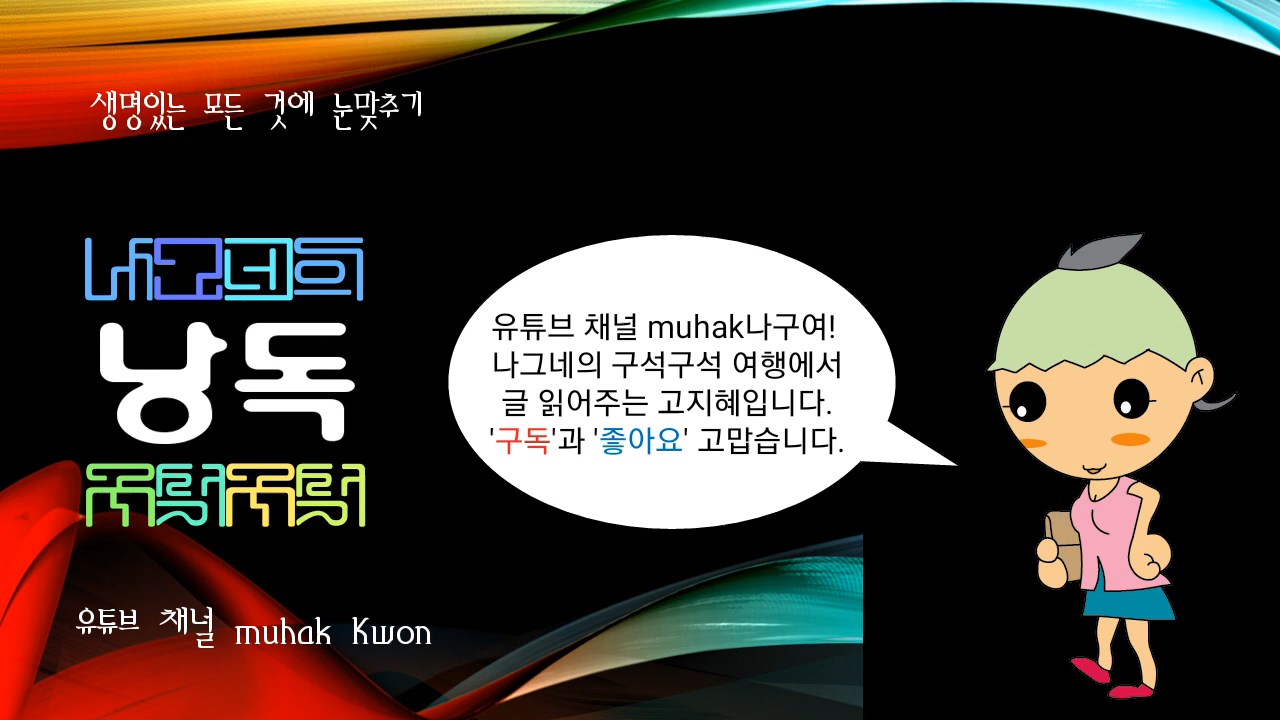 생명있는 모든 것에 눈맞추기
나그네의
낭독
구석구석
유튜브 채널 muhak Kwon
유튜브 채널 muhak나구여!
나그네의 구석구석 여행에서
글 읽어주는 고지혜입니다.
'구독'과 '좋아요' 고맙습니다.